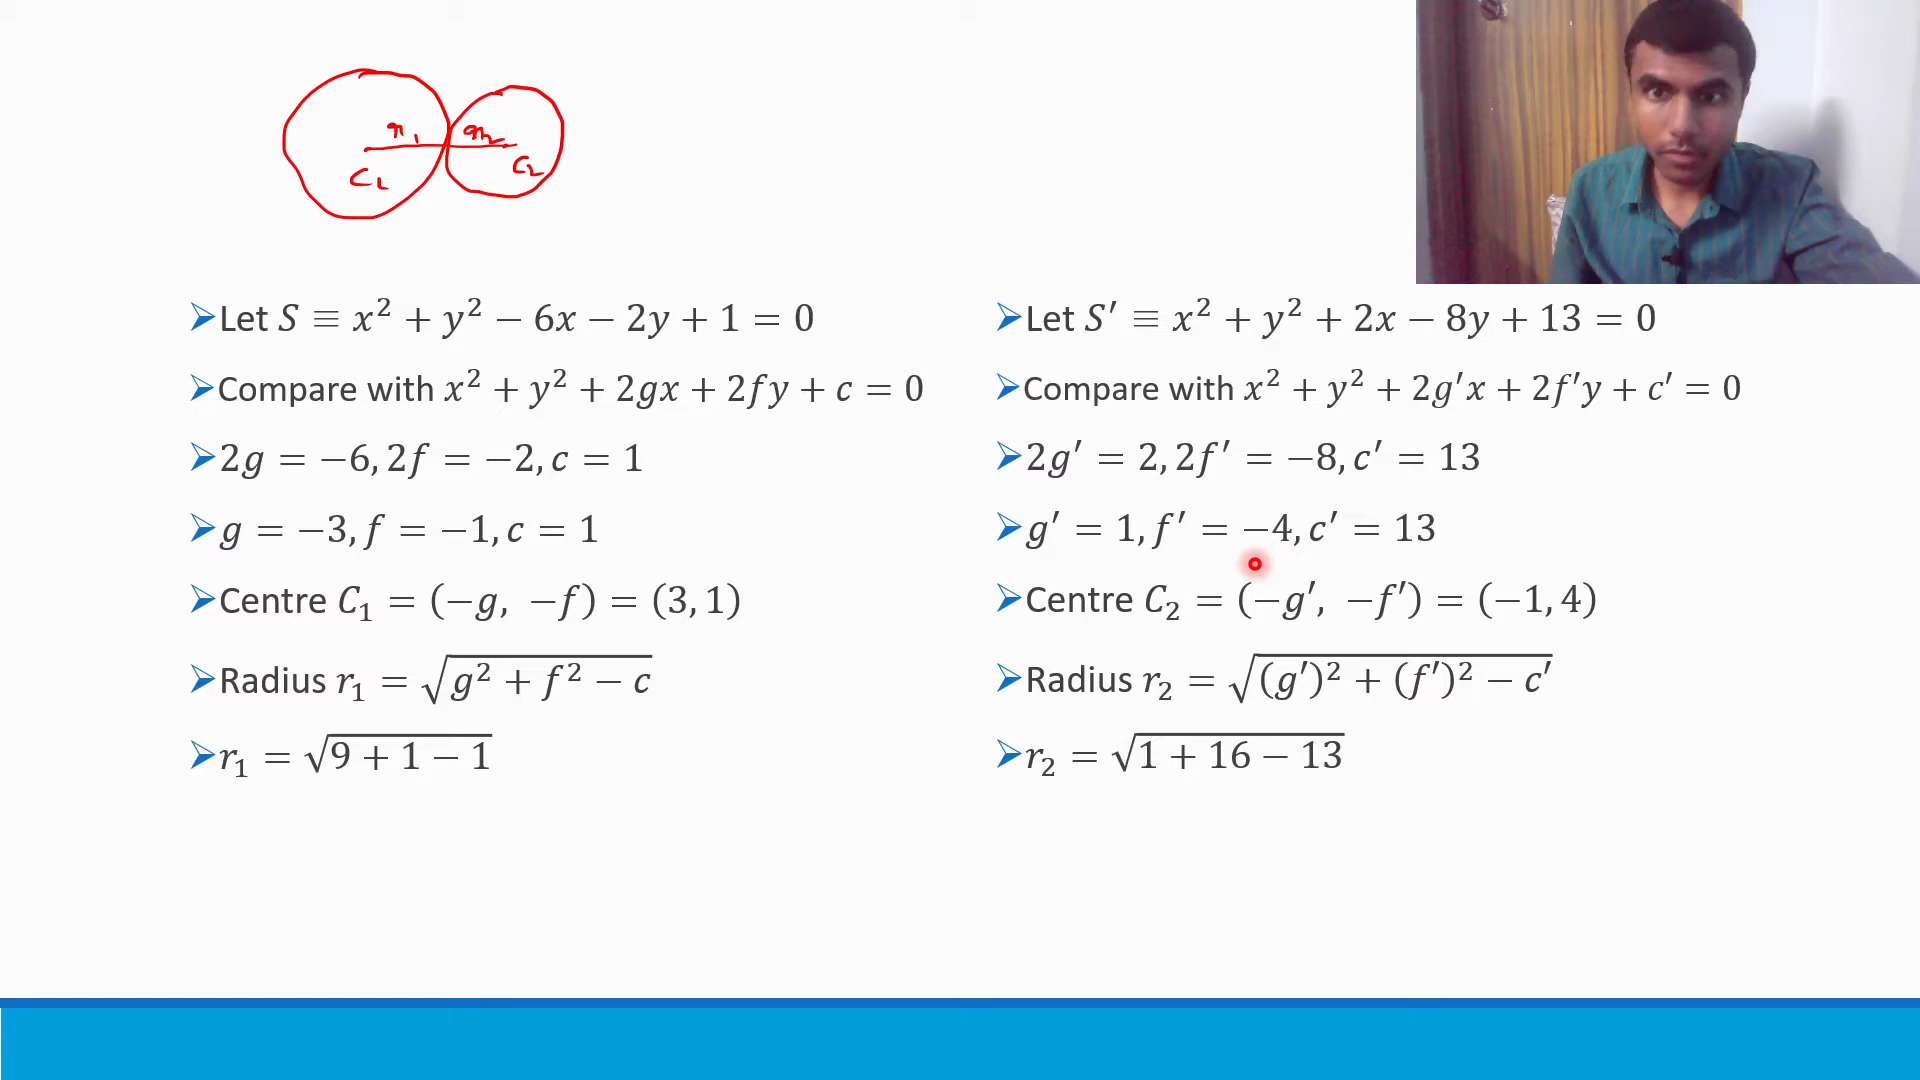 r₁ r₂
C₁ C₂
➢Let S ≡ x² + y² − 6x − 2y + 1 = 0
➢Compare with x² + y² + 2gx + 2fy + c = 0
➢2g = −6, 2f = −2, c = 1
➢g = −3, f = −1, c = 1
➢Centre C₁ = (−g, −f) = (3, 1)
➢Radius r₁ = √(g² + f² − c)
➢r₁ = √(9 + 1 − 1)
➢Let S′ ≡ x² + y² + 2x − 8y + 13 = 0
➢Compare with x² + y² + 2g′x + 2f′y + c′ = 0
➢2g′ = 2, 2f′ = −8, c′ = 13
➢g′ = 1, f′ = −4, c′ = 13
➢Centre C₂ = (−g′, −f′) = (−1, 4)
➢Radius r₂ = √((g′)² + (f′)² − c′)
➢r₂ = √(1 + 16 − 13)